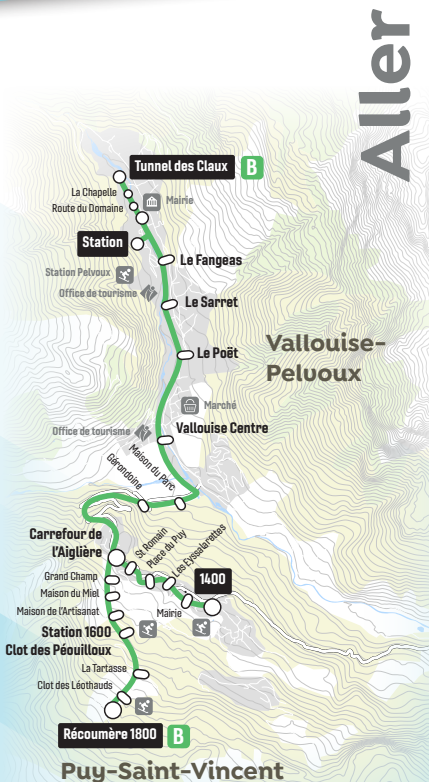 Aller
Tunnel des Claux B
La Chapelle
Route du Domaine
Mairie
Station
Le Fangeas
Station Pelvoux
Office de tourisme
Le Sarret
Le Poët
Vallouise-
Pelvoux
Marché
Office de tourisme
Vallouise Centre
Maison du Parc
Gérondoine
Carrefour de
l'Aiglière
St Romain
Place du Puy
Les Eyssalarettes
1400
Grand Champ
Maison du Miel
Maison de l'Artisanat
Mairie
Station 1600
Clot des Péouilloux
La Tartasse
Clot des Léothauds
Récoumère 1800 B
Puy-Saint-Vincent